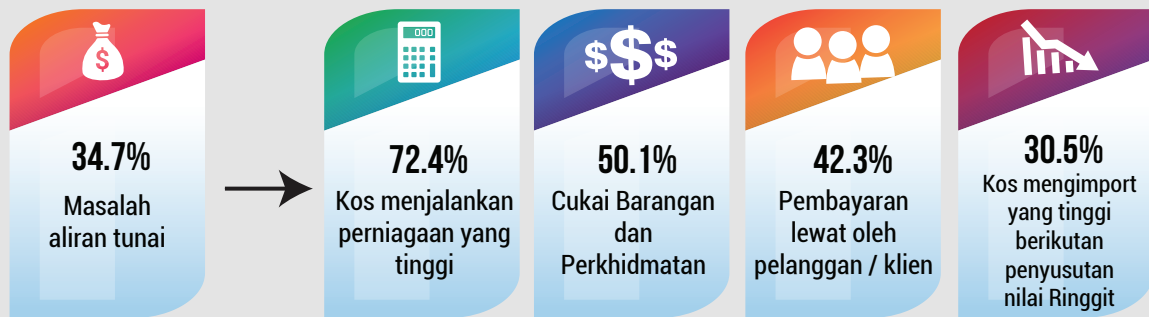 $
34.7%
Masalah
aliran tunai
000
72.4%
Kos menjalankan
perniagaan yang
tinggi
$$$
50.1%
Cukai Barangan
dan
Perkhidmatan
42.3%
Pembayaran
lewat oleh
pelanggan / klien
30.5%
Kos mengimport
yang tinggi
berikutan
penyusutan
nilai Ringgit